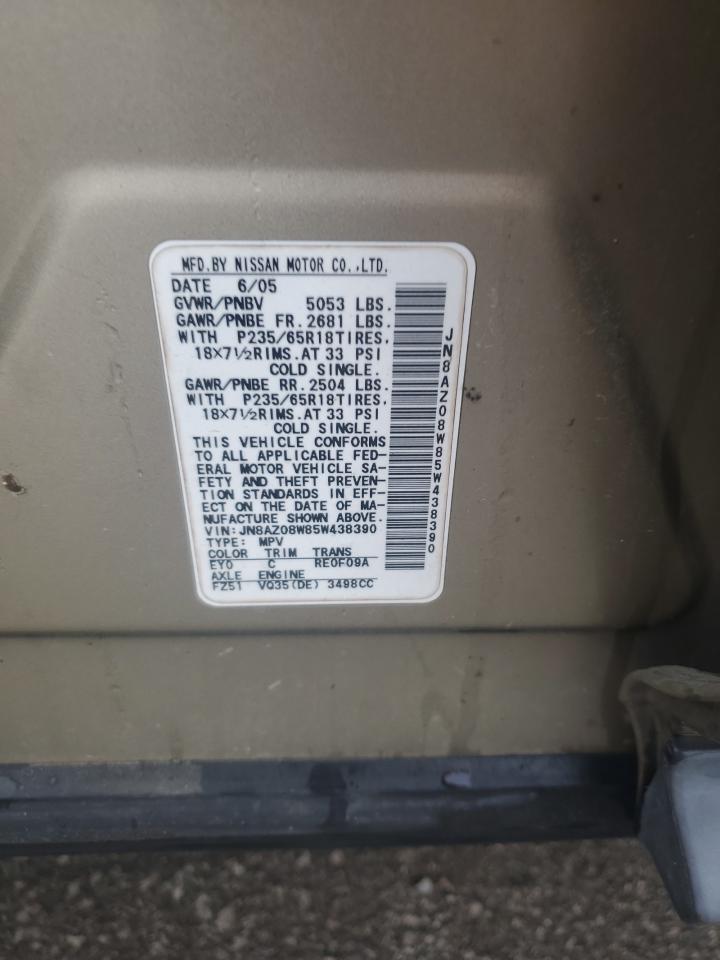 MFD.BY NISSAN MOTOR CO.,LTD.
DATE 6/05
GVWR/PNBV 5053 LBS.
GAWR/PNBE FR.2681 LBS.
WITH P235/65R18TIRES.
18X7½RIMS.AT 33 PSI
COLD SINGLE.
GAWR/PNBE RR.2504 LBS.
WITH P235/65R18TIRES.
18X7½RIMS.AT 33 PSI
COLD SINGLE.
THIS VEHICLE CONFORMS
TO ALL APPLICABLE FED-
ERAL MOTOR VEHICLE SA-
FETY AND THEFT PREVEN-
TION STANDARDS IN EFF-
ECT ON THE DATE OF MA-
NUFACTURE SHOWN ABOVE.
VIN:JN8AZ08W85W438390
TYPE: MPV
COLOR TRIM TRANS
EY0 C RE0F09A
AXLE ENGINE
FZ51 VQ35(DE) 3498CC
JN8AZ08W85W438390